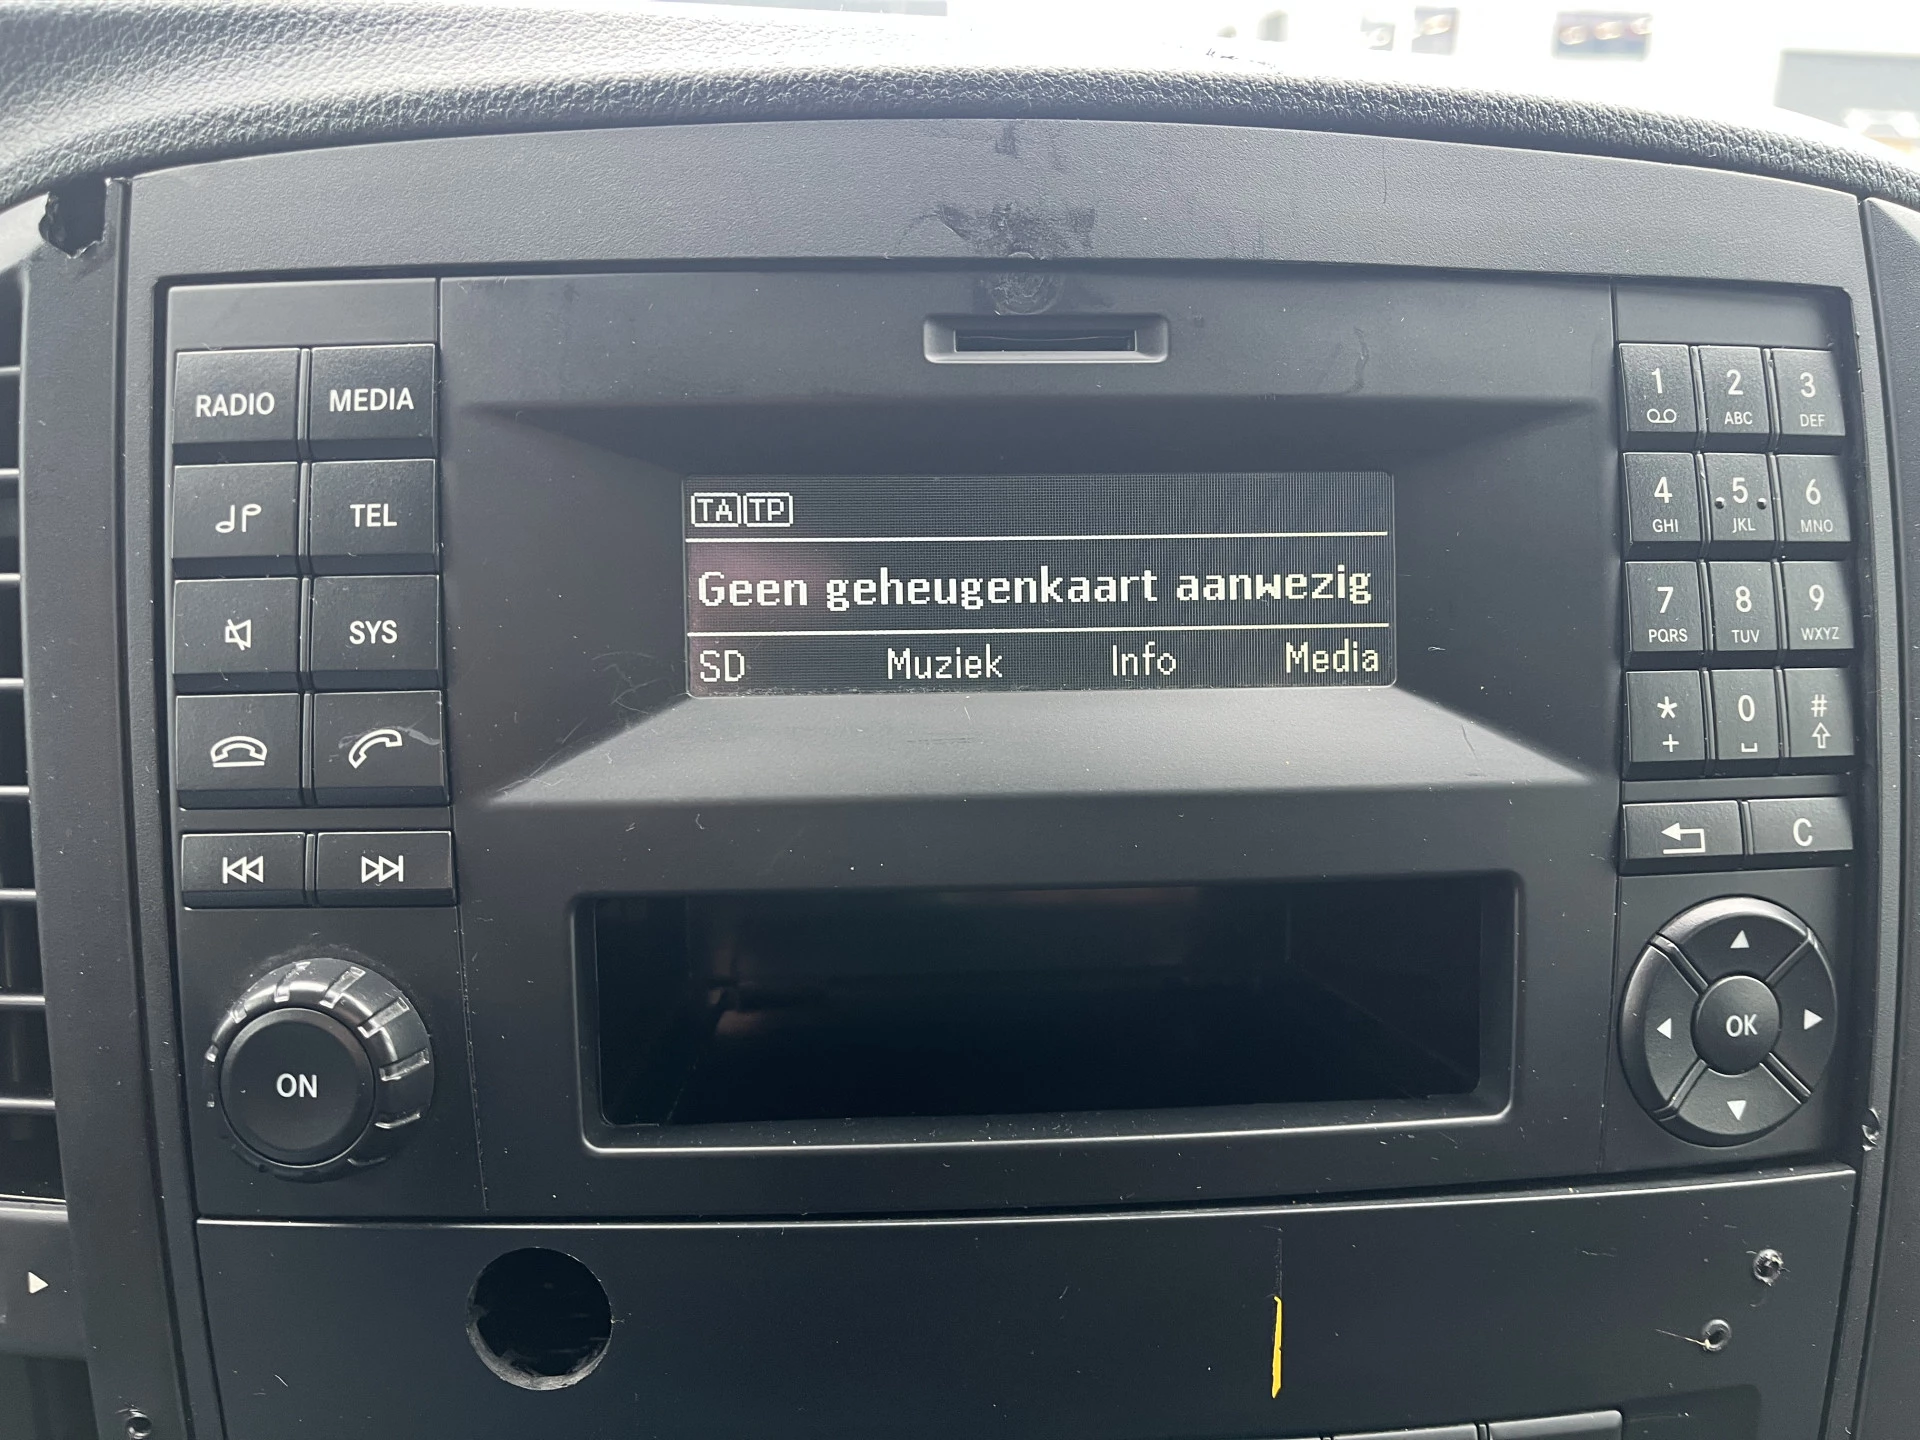 RADIO MEDIA
TEL
SYS
ON
TA TP
Geen geheugenkaart aanwezig
SD Muziek Info Media
1 2 3
ABC DEF
4 5 6
GHI JKL MNO
7 8 9
PQRS TUV WXYZ
* 0 #
+
C
OK